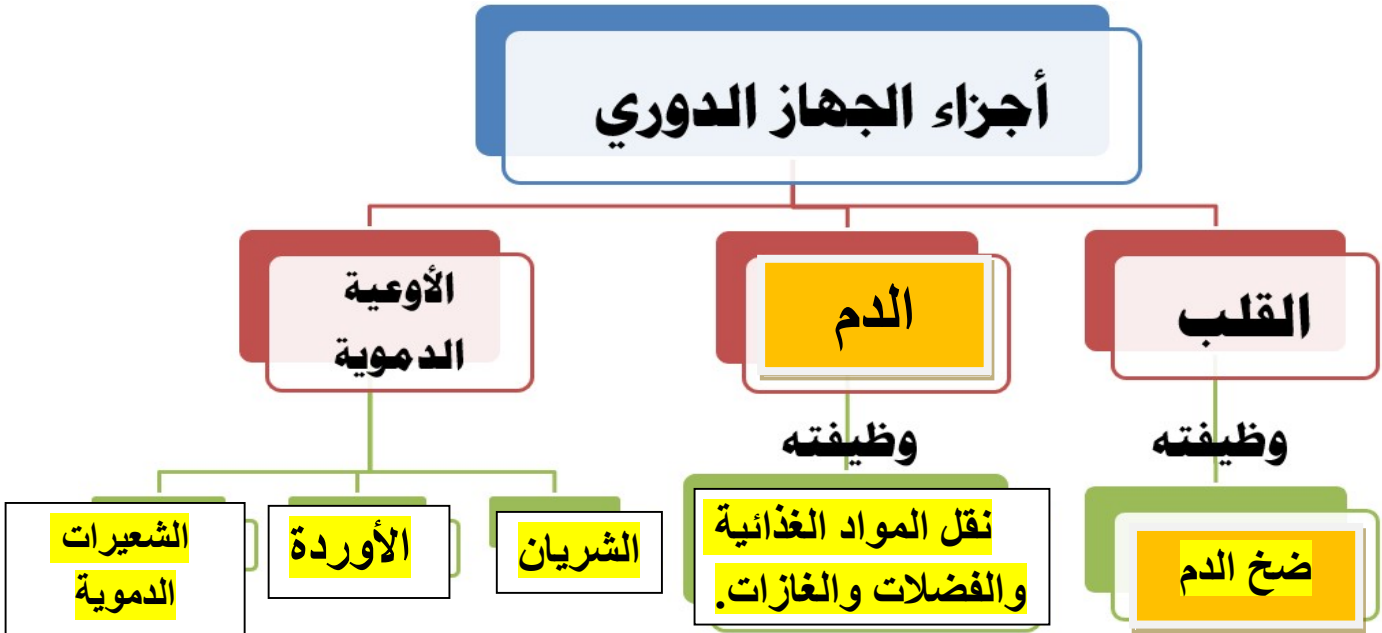 أجزاء الجهاز الدوري
القلب
الدم
الأوعية
الدموية
وظيفته
وظيفته
ضخ الدم
نقل المواد الغذائية
والفضلات والغازات.
الشريان
الأوردة
الشعيرات
الدموية